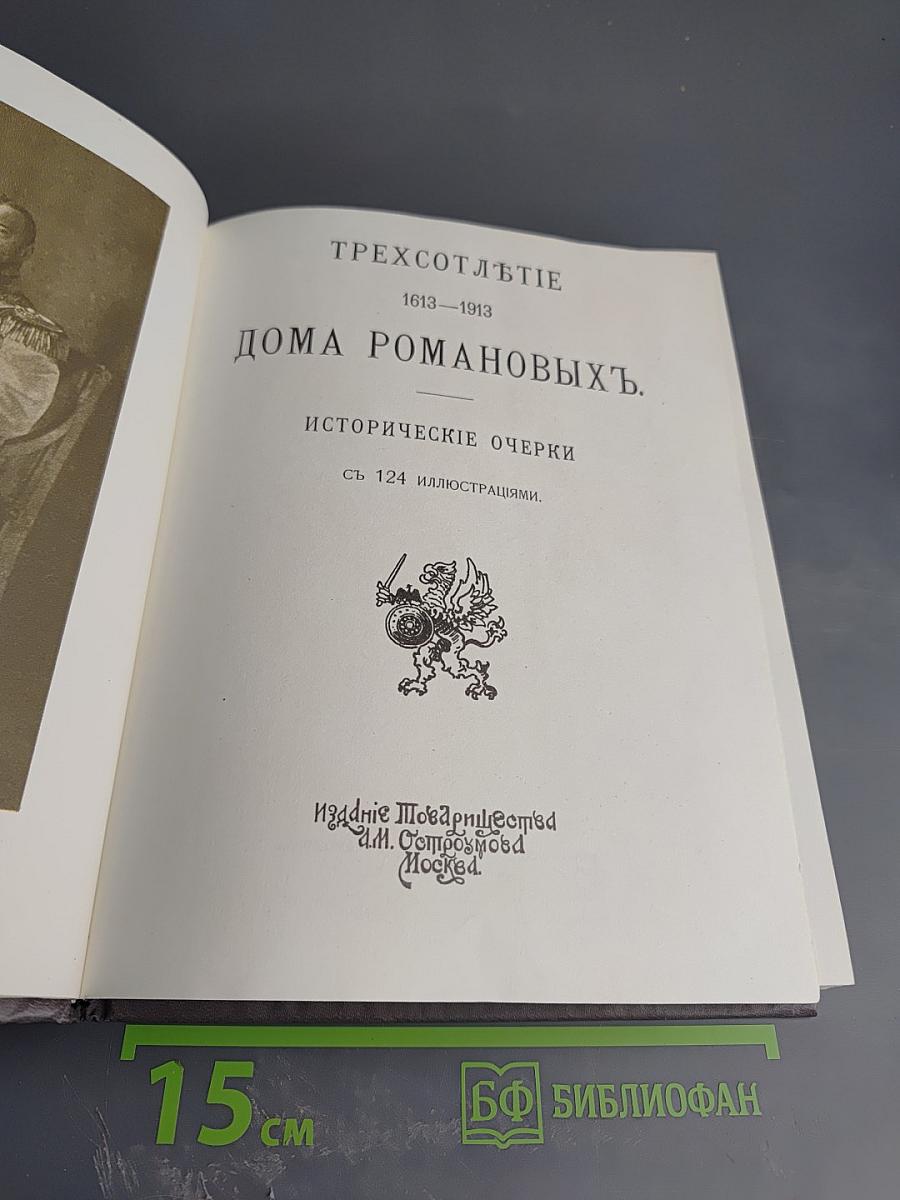 ТРЕХСОТЛѢТІЕ
1613—1913
ДОМА РОМАНОВЫХЪ.
ИСТОРИЧЕСКІЕ ОЧЕРКИ
СЪ 124 ИЛЛЮСТРАЦІЯМИ.
Изданіе Товарищества
А.М. Остроумова
Москва.
15 см
БФ БИБЛИОФАН